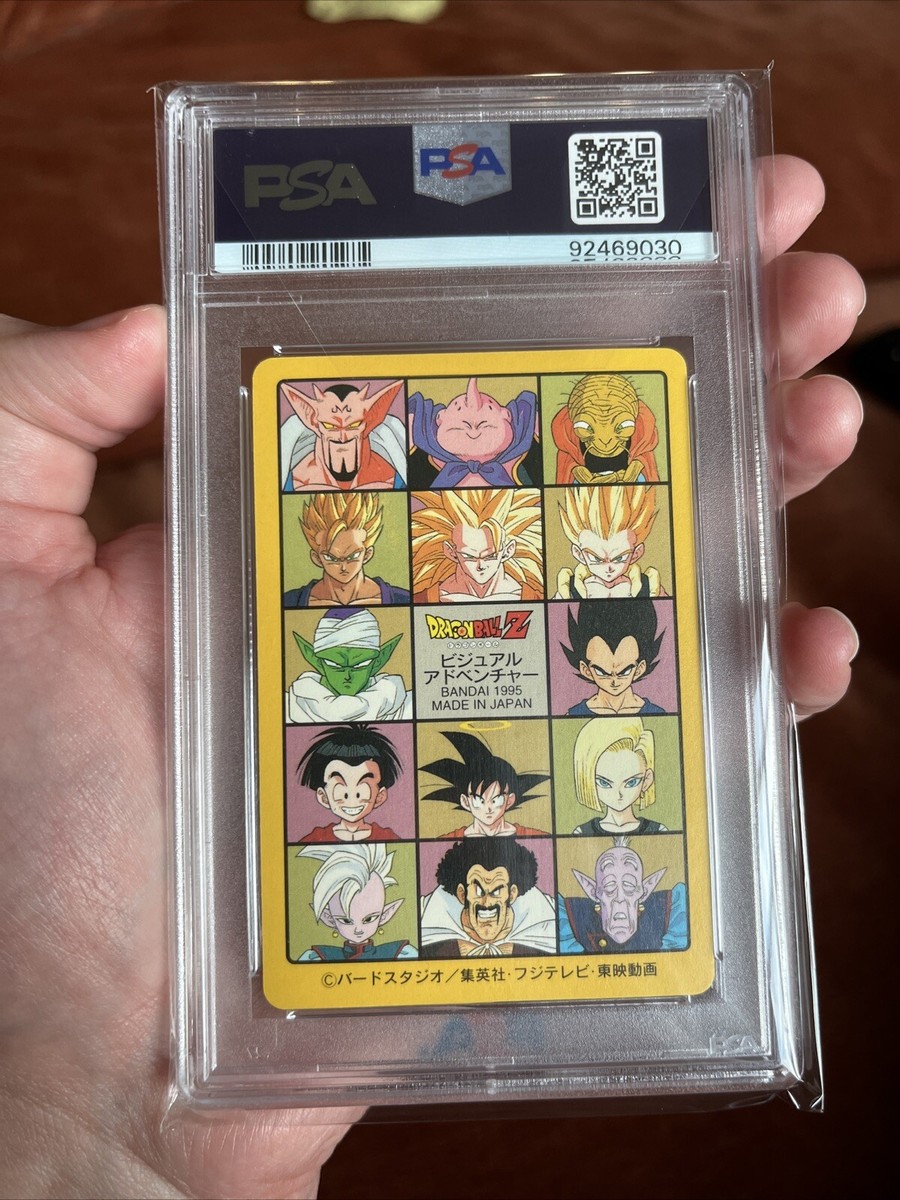 PSA
PSA
92469030
DRAGONBALL Z
ビジュアル
アドベンチャー
BANDAI 1995
MADE IN JAPAN
©バードスタジオ/集英社・フジテレビ・東映動画
PSA